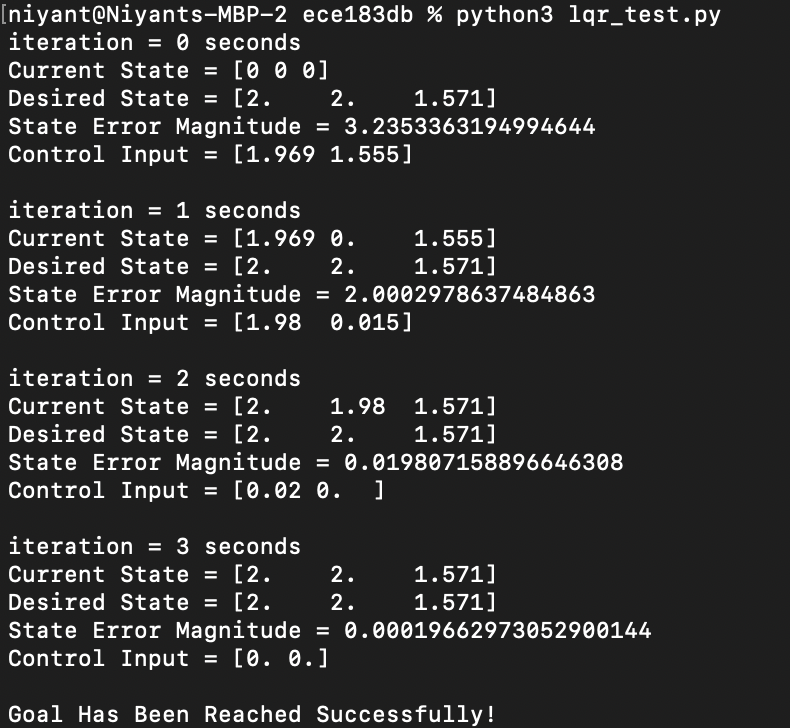 [niyant@Niyants-MBP-2 ece183db % python3 lqr_test.py
iteration = 0 seconds
Current State = [0 0 0]
Desired State = [2.    2.    1.571]
State Error Magnitude = 3.2353363194994644
Control Input = [1.969 1.555]

iteration = 1 seconds
Current State = [1.969 0.    1.555]
Desired State = [2.    2.    1.571]
State Error Magnitude = 2.0002978637484863
Control Input = [1.98  0.015]

iteration = 2 seconds
Current State = [2.    1.98  1.571]
Desired State = [2.    2.    1.571]
State Error Magnitude = 0.019807158896646308
Control Input = [0.02 0.  ]

iteration = 3 seconds
Current State = [2.    2.    1.571]
Desired State = [2.    2.    1.571]
State Error Magnitude = 0.00019662973052900144
Control Input = [0. 0.]

Goal Has Been Reached Successfully!